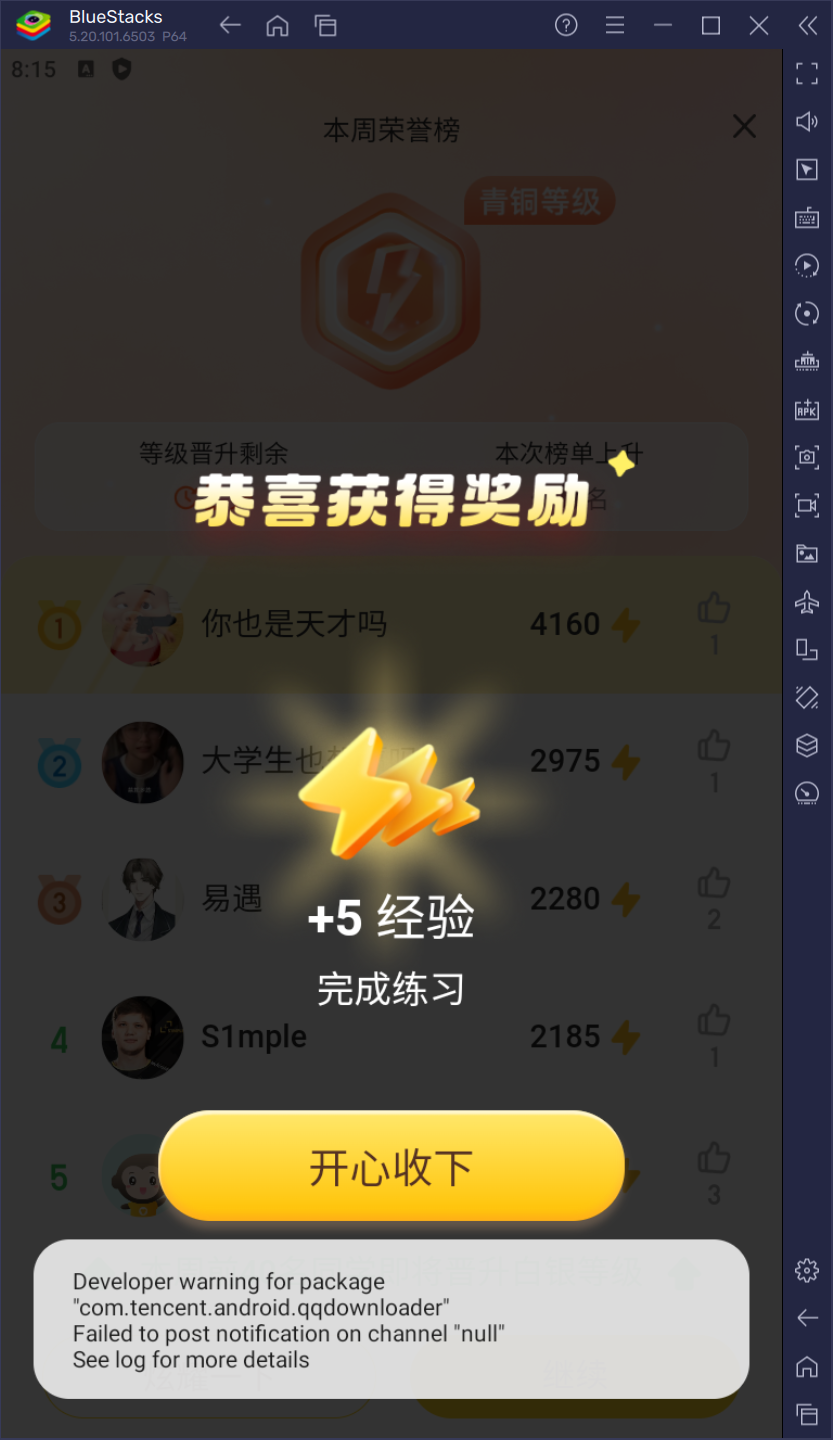 BlueStacks
5.20.101.6503 P64
8:15
本周荣誉榜
青铜等级
等级晋升剩余
本次榜单上升
名
恭喜获得奖励
1
你也是天才吗
4160
1
2
大学生也
2975
1
3
易遇
2280
2
+5 经验
完成练习
4
S1mple
2185
1
5
3
开心收下
Developer warning for package
"com.tencent.android.qqdownloader"
Failed to post notification on channel "null"
See log for more details
继续